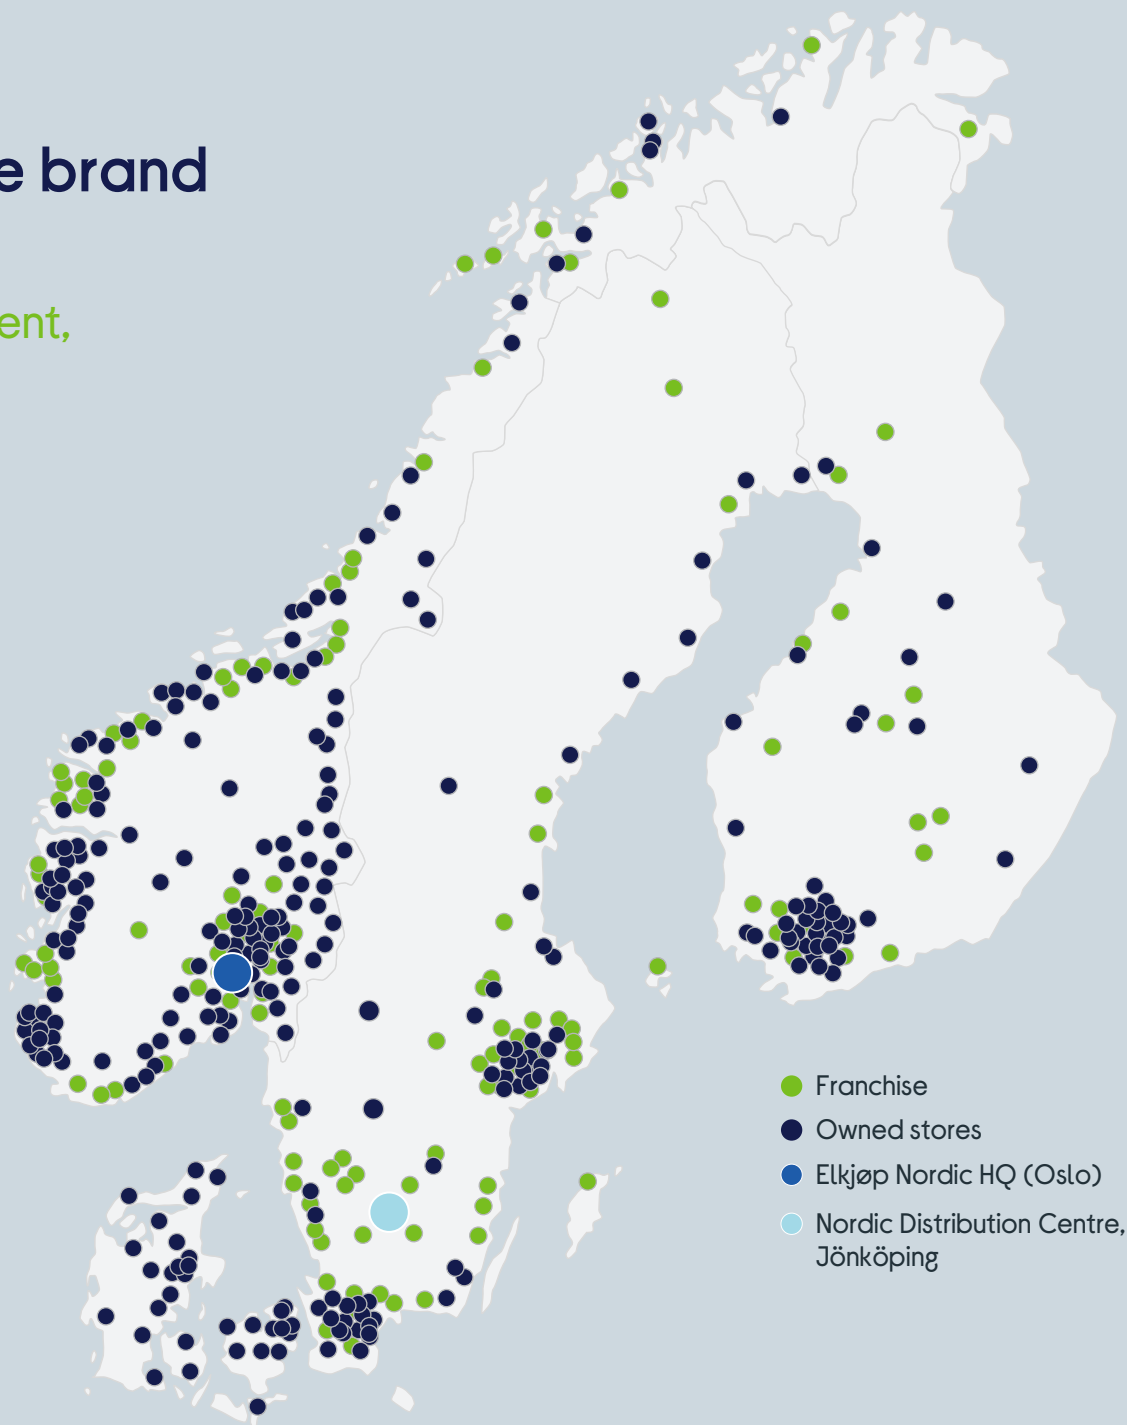 e brand
ent,
Franchise
Owned stores
Elkjøp Nordic HQ (Oslo)
Nordic Distribution Centre,
Jönköping